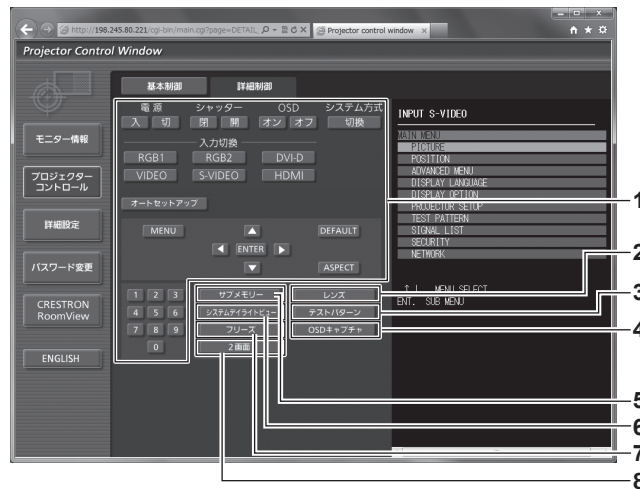 http://198.245.80.221/cgi-bin/main.cgi?page=DETAIL
Projector control window
Projector Control Window
基本制御
詳細制御
モニター情報
プロジェクター
コントロール
詳細設定
パスワード変更
CRESTRON
RoomView
ENGLISH
電源
シャッター
OSD
システム方式
入 切
閉 開
オン オフ
切換
入力切換
RGB1 RGB2 DVI-D
VIDEO S-VIDEO HDMI
オートセットアップ
MENU
DEFAULT
ENTER
ASPECT
1 2 3
4 5 6
7 8 9
0
サブメモリー
システムデイライトビュー
フリーズ
2画面
レンズ
テストパターン
OSDキャプチャ
INPUT S-VIDEO
MAIN MENU
PICTURE
POSITION
ADVANCED MENU
DISPLAY LANGUAGE
DISPLAY OPTION
PROJECTOR SETUP
TEST PATTERN
SIGNAL LIST
SECURITY
NETWORK
MENU SELECT
ENT. SUB MENU
1
2
3
4
5
6
7
8